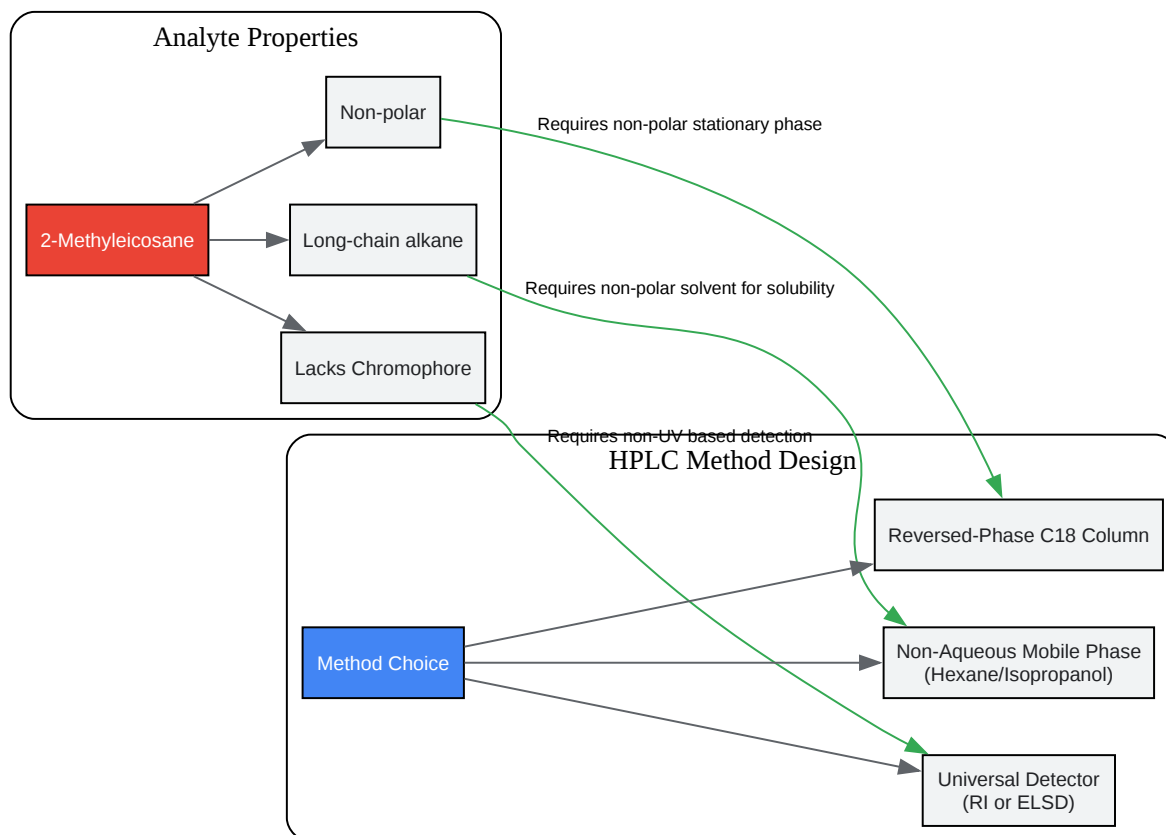 Analyte Properties
Non-polar
Requires non-polar stationary phase
2-Methyleicosane
Long-chain alkane
Requires non-polar solvent for solubility
Lacks Chromophore
Requires non-UV based detection
HPLC Method Design
Reversed-Phase C18 Column
Method Choice
Non-Aqueous Mobile Phase
(Hexane/Isopropanol)
Universal Detector
(RI or ELSD)